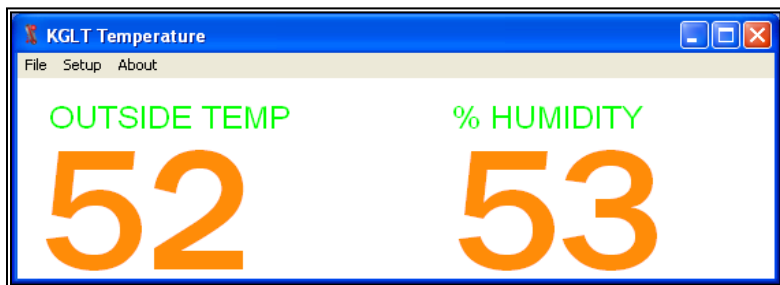 KGLT Temperature
File Setup About
OUTSIDE TEMP % HUMIDITY
52 53